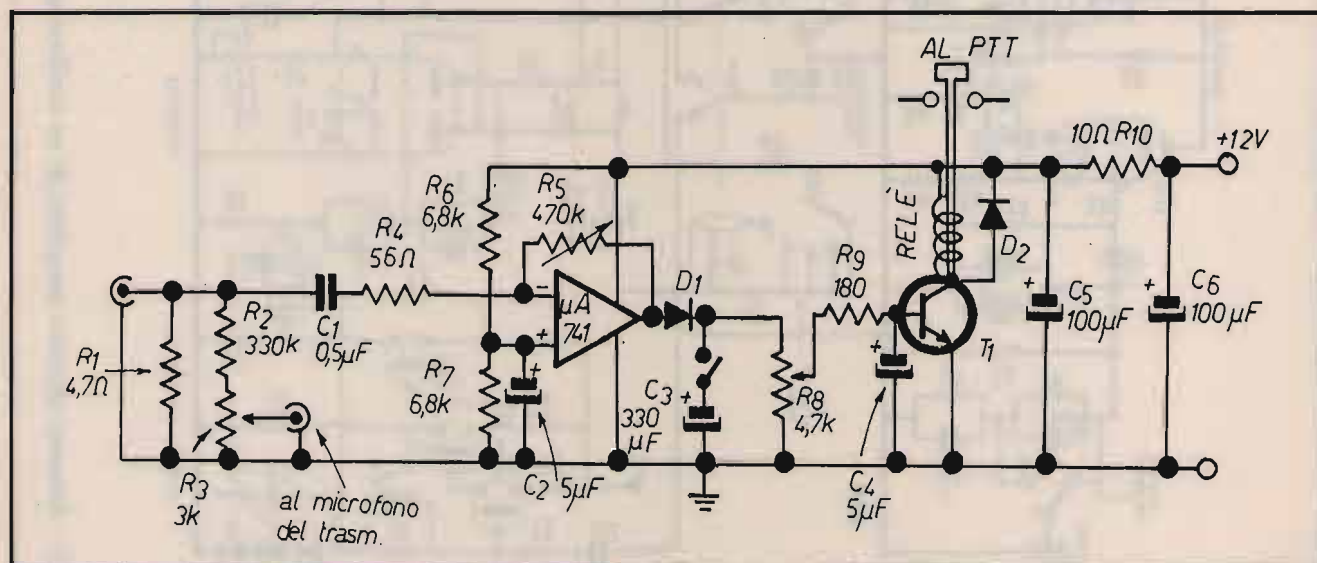 AL PTT
10Ω R10
+12V
R6
6,8k
R5
470k
RELÉ
D2
R4
56Ω
D1
R9
180
C5
100µF
C6
100µF
+
+
R2
330k
C1
0,5µF
-
µA
741
+
T1
R1
4,7Ω
R7
6,8k
+
C3
+
330
µF
R8
4,7k
+
R3
3k
al microfono
del trasm.
C2
5µF
C4
5µF